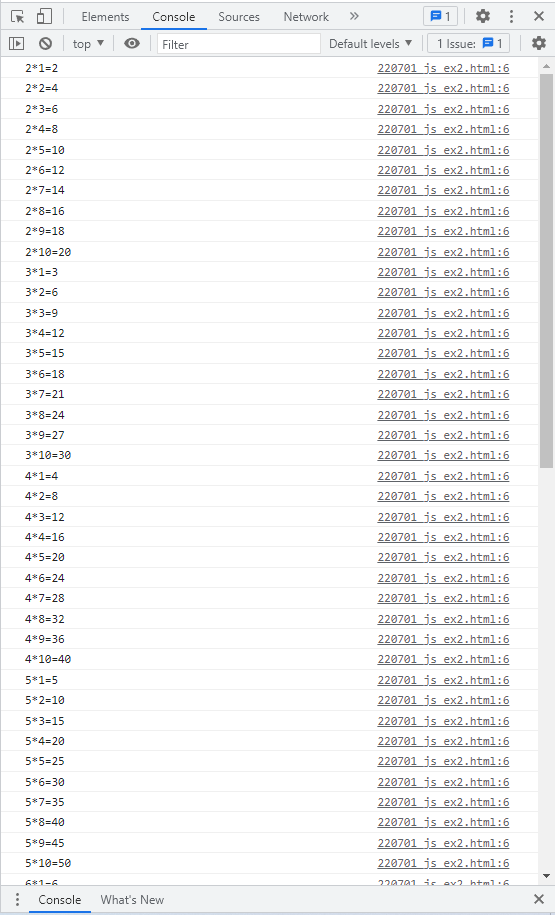 Elements Console Sources Network » 1
top Filter Default levels 1 Issue: 1
2*1=2 220701_js_ex2.html:6
2*2=4 220701_js_ex2.html:6
2*3=6 220701_js_ex2.html:6
2*4=8 220701_js_ex2.html:6
2*5=10 220701_js_ex2.html:6
2*6=12 220701_js_ex2.html:6
2*7=14 220701_js_ex2.html:6
2*8=16 220701_js_ex2.html:6
2*9=18 220701_js_ex2.html:6
2*10=20 220701_js_ex2.html:6
3*1=3 220701_js_ex2.html:6
3*2=6 220701_js_ex2.html:6
3*3=9 220701_js_ex2.html:6
3*4=12 220701_js_ex2.html:6
3*5=15 220701_js_ex2.html:6
3*6=18 220701_js_ex2.html:6
3*7=21 220701_js_ex2.html:6
3*8=24 220701_js_ex2.html:6
3*9=27 220701_js_ex2.html:6
3*10=30 220701_js_ex2.html:6
4*1=4 220701_js_ex2.html:6
4*2=8 220701_js_ex2.html:6
4*3=12 220701_js_ex2.html:6
4*4=16 220701_js_ex2.html:6
4*5=20 220701_js_ex2.html:6
4*6=24 220701_js_ex2.html:6
4*7=28 220701_js_ex2.html:6
4*8=32 220701_js_ex2.html:6
4*9=36 220701_js_ex2.html:6
4*10=40 220701_js_ex2.html:6
5*1=5 220701_js_ex2.html:6
5*2=10 220701_js_ex2.html:6
5*3=15 220701_js_ex2.html:6
5*4=20 220701_js_ex2.html:6
5*5=25 220701_js_ex2.html:6
5*6=30 220701_js_ex2.html:6
5*7=35 220701_js_ex2.html:6
5*8=40 220701_js_ex2.html:6
5*9=45 220701_js_ex2.html:6
5*10=50 220701_js_ex2.html:6
6*1=6 220701_js_ex2.html:6
Console What's New